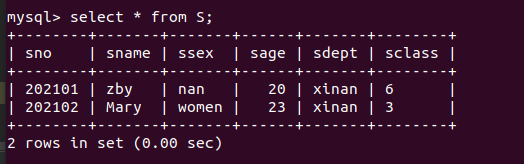 mysql> select * from S;
+--------+-------+-------+------+-------+--------+
| sno    | sname | ssex  | sage | sdept | sclass |
+--------+-------+-------+------+-------+--------+
| 202101 | zby   | nan   |   20 | xinan | 6      |
| 202102 | Mary  | women |   23 | xinan | 3      |
+--------+-------+-------+------+-------+--------+
2 rows in set (0.00 sec)